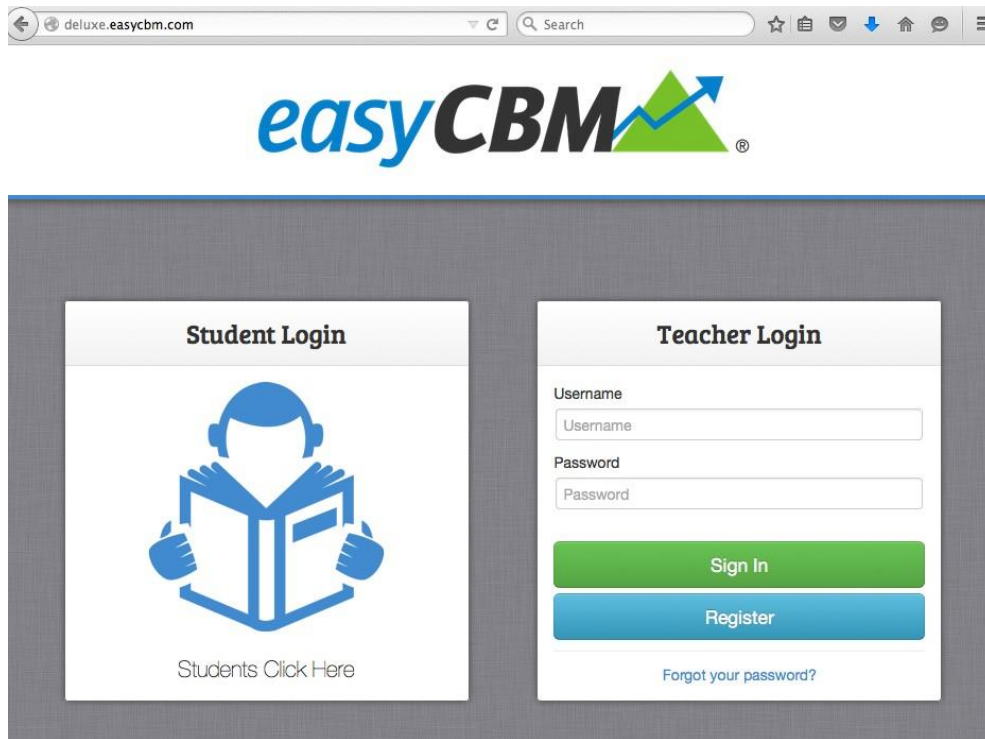 deluxe.easycbm.com
Search
easyCBM®
Student Login
Students Click Here
Teacher Login
Username
Username
Password
Password
Sign In
Register
Forgot your password?